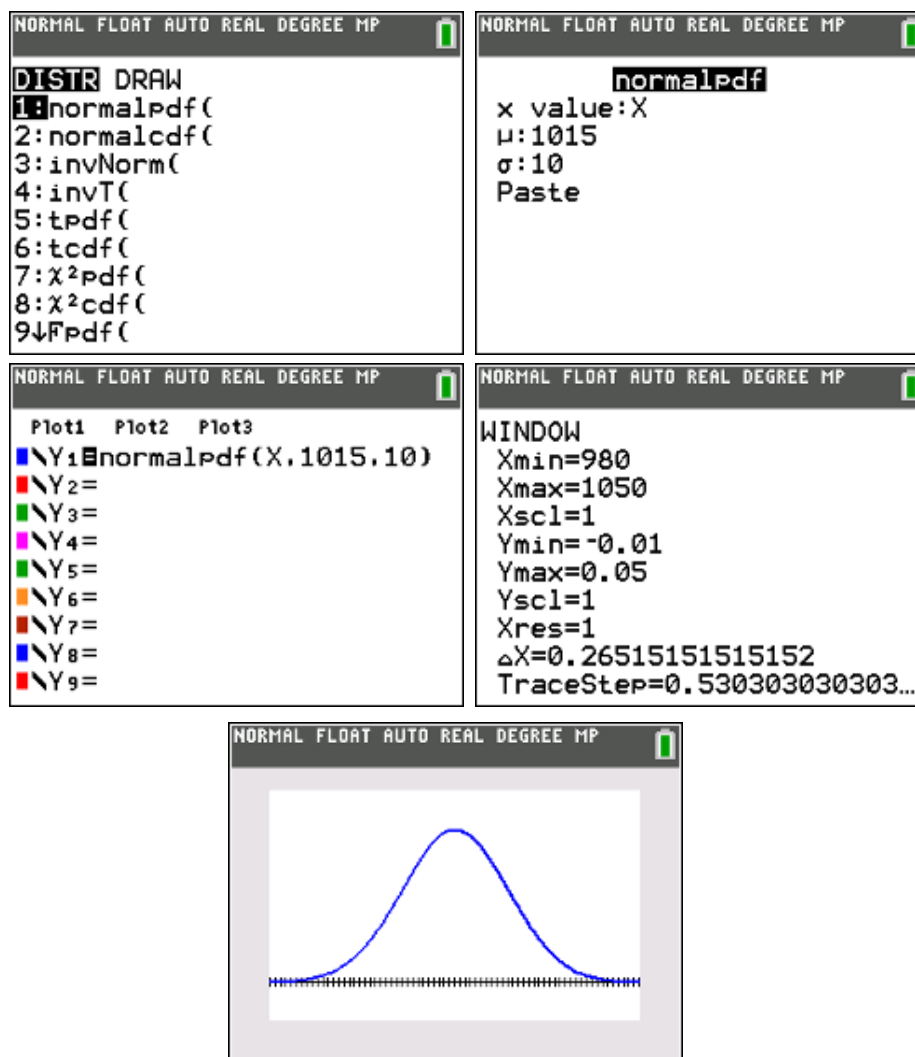 NORMAL FLOAT AUTO REAL DEGREE MP
DISTR DRAW
1:normalpdf(
2:normalcdf(
3:invNorm(
4:invT(
5:tpdf(
6:tcdf(
7:χ²pdf(
8:χ²cdf(
9↓Fpdf(
NORMAL FLOAT AUTO REAL DEGREE MP
normalpdf
x value:X
μ:1015
σ:10
Paste
NORMAL FLOAT AUTO REAL DEGREE MP
Plot1 Plot2 Plot3
\Y₁=normalpdf(X,1015,10)
\Y₂=
\Y₃=
\Y₄=
\Y₅=
\Y₆=
\Y₇=
\Y₈=
\Y₉=
NORMAL FLOAT AUTO REAL DEGREE MP
WINDOW
Xmin=980
Xmax=1050
Xscl=1
Ymin=-0.01
Ymax=0.05
Yscl=1
Xres=1
△X=0.26515151515152
TraceStep=0.530303030303…
NORMAL FLOAT AUTO REAL DEGREE MP